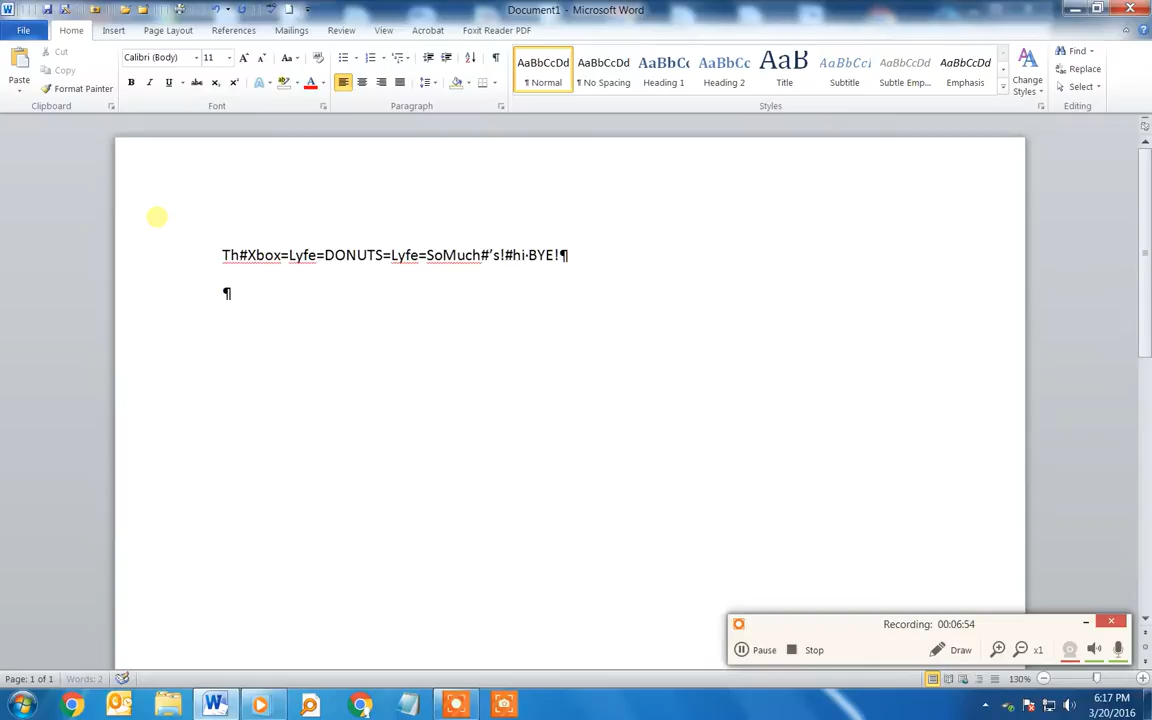 Document1 - Microsoft Word
File Home Insert Page Layout References Mailings Review View Acrobat Foxit Reader PDF
Paste
Cut
Copy
Format Painter
Clipboard
Calibri (Body) 11
Font
Paragraph
AaBbCcDd AaBbCcDd AaBbCc AaBbCc AaB AaBbCcl AaBbCcDd AaBbCcDd
¶ Normal ¶ No Spacing Heading 1 Heading 2 Title Subtitle Subtle Emp... Emphasis
Styles
Change Styles
Find
Replace
Select
Editing
Th#Xbox=Lyfe=DONUTS=Lyfe=SoMuch#'s!#hi·BYE!¶
¶
Recording: 00:06:54
Pause Stop Draw x1
Page: 1 of 1 Words: 2 130%
6:17 PM
3/20/2016